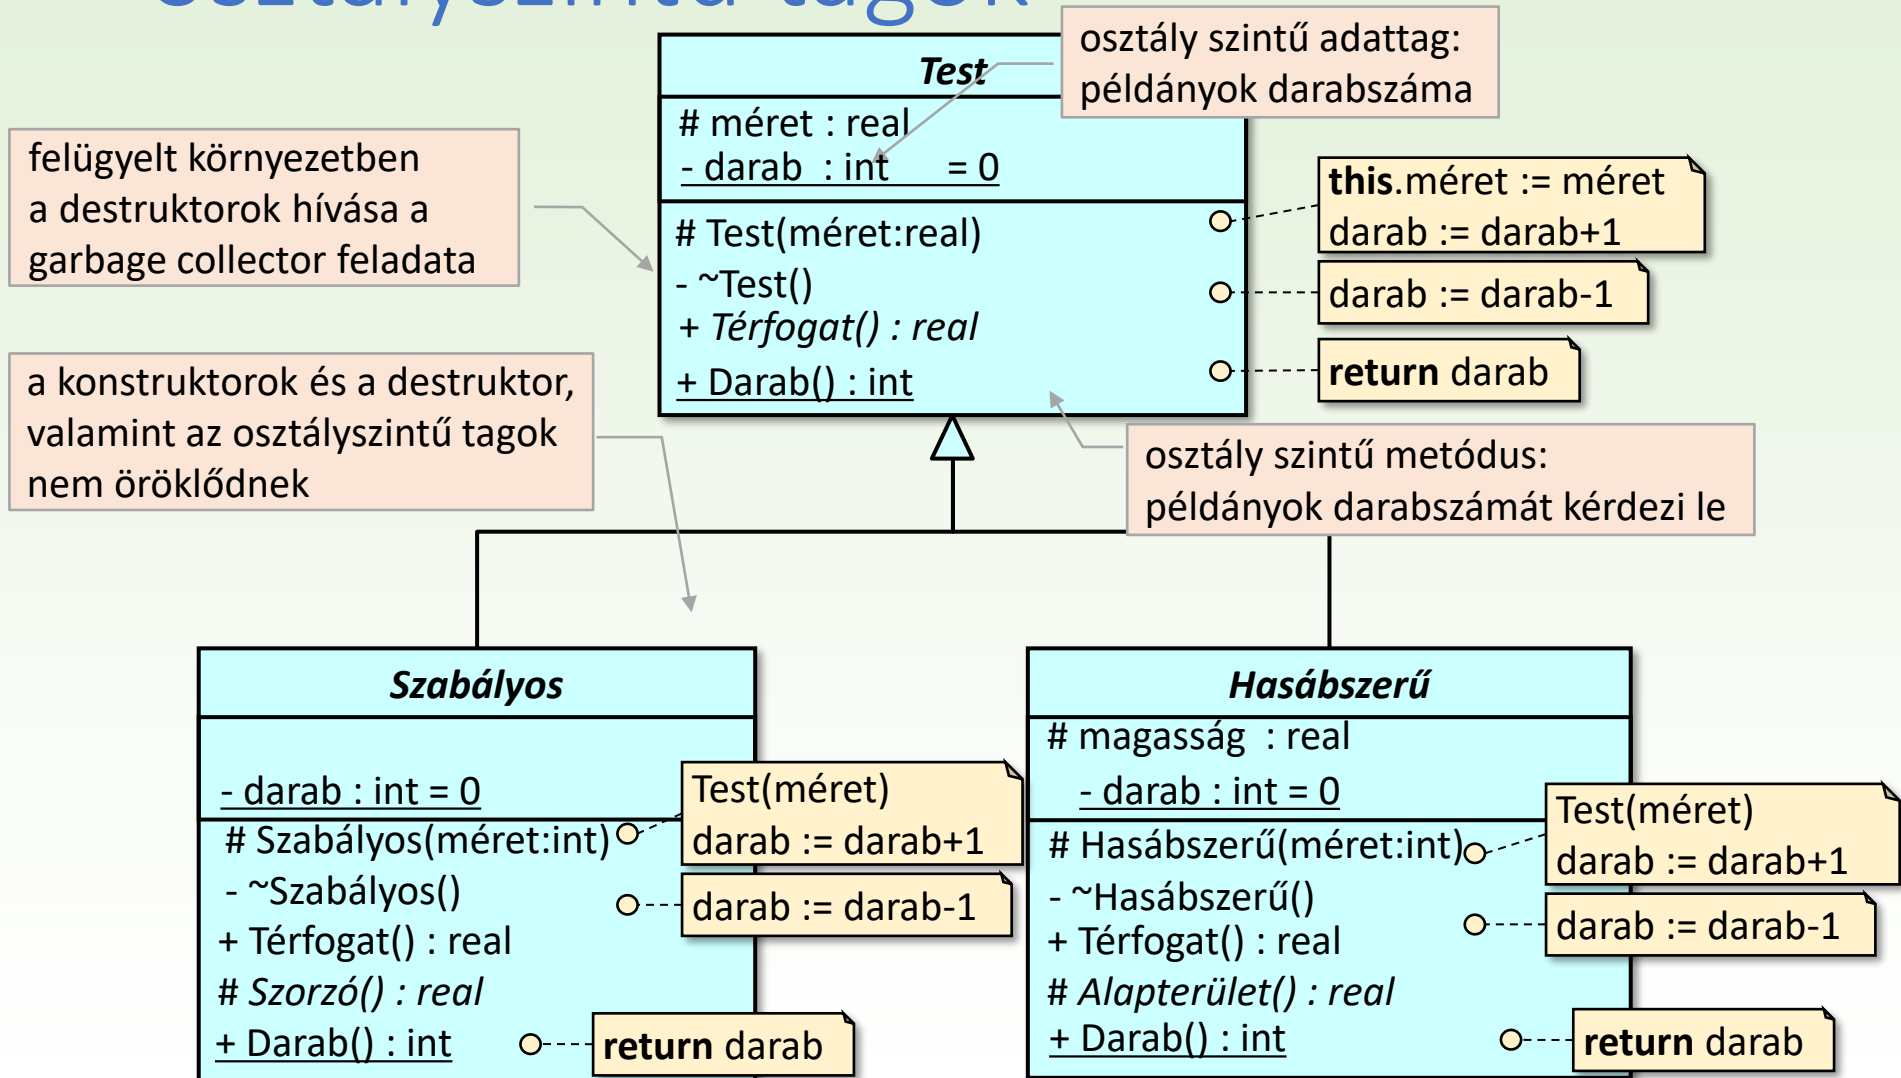 osztályszintű tagok
Test
# méret : real
- darab : int = 0
# Test(méret:real)
- ~Test()
+ Térfogat() : real
+ Darab() : int
osztály szintű adattag:
példányok darabszáma
felügyelt környezetben
a destruktorok hívása a
garbage collector feladata
this.méret := méret
darab := darab+1
darab := darab-1
return darab
a konstruktorok és a destruktor,
valamint az osztályszintű tagok
nem öröklődnek
osztály szintű metódus:
példányok darabszámát kérdezi le
Szabályos
- darab : int = 0
# Szabályos(méret:int)
- ~Szabályos()
+ Térfogat() : real
# Szorzó() : real
+ Darab() : int
Test(méret)
darab := darab+1
darab := darab-1
return darab
Hasábszerű
# magasság : real
- darab : int = 0
# Hasábszerű(méret:int)
- ~Hasábszerű()
+ Térfogat() : real
# Alapterület() : real
+ Darab() : int
Test(méret)
darab := darab+1
darab := darab-1
return darab